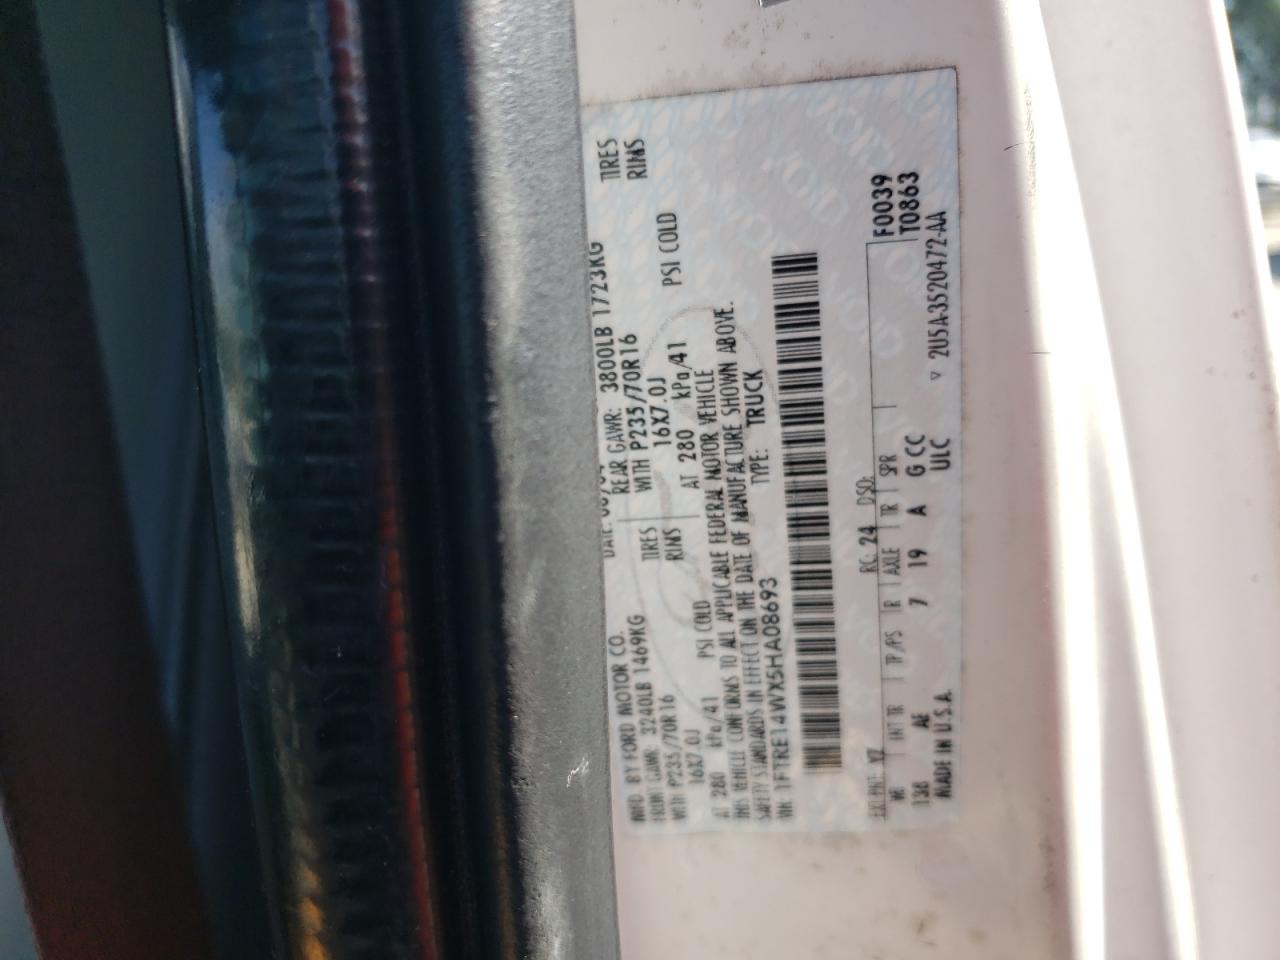 MFD BY FORD MOTOR CO.
DATE:
FRONT GAWR: 3240LB 1469KG
REAR GAWR: 3800LB 1723KG
WITH P235/70R16 TIRES
WITH P235/70R16 TIRES
16X7.0J RIMS
16X7.0J RIMS
AT 280 kPa/41 PSI COLD
AT 280 kPa/41 PSI COLD
THIS VEHICLE CONFORMS TO ALL APPLICABLE FEDERAL MOTOR VEHICLE
SAFETY STANDARDS IN EFFECT ON THE DATE OF MANUFACTURE SHOWN ABOVE.
VIN: 1FTRE14WX5HA08693 TYPE: TRUCK
F0039
T0863
EXT PNT: YZ RC: 24 DSO:
WB INT TR TP/PS R AXLE TR SPR
138 AE 7 19 A GCC
MADE IN U.S.A. ULC
▽ 2U5A-3520472-AA